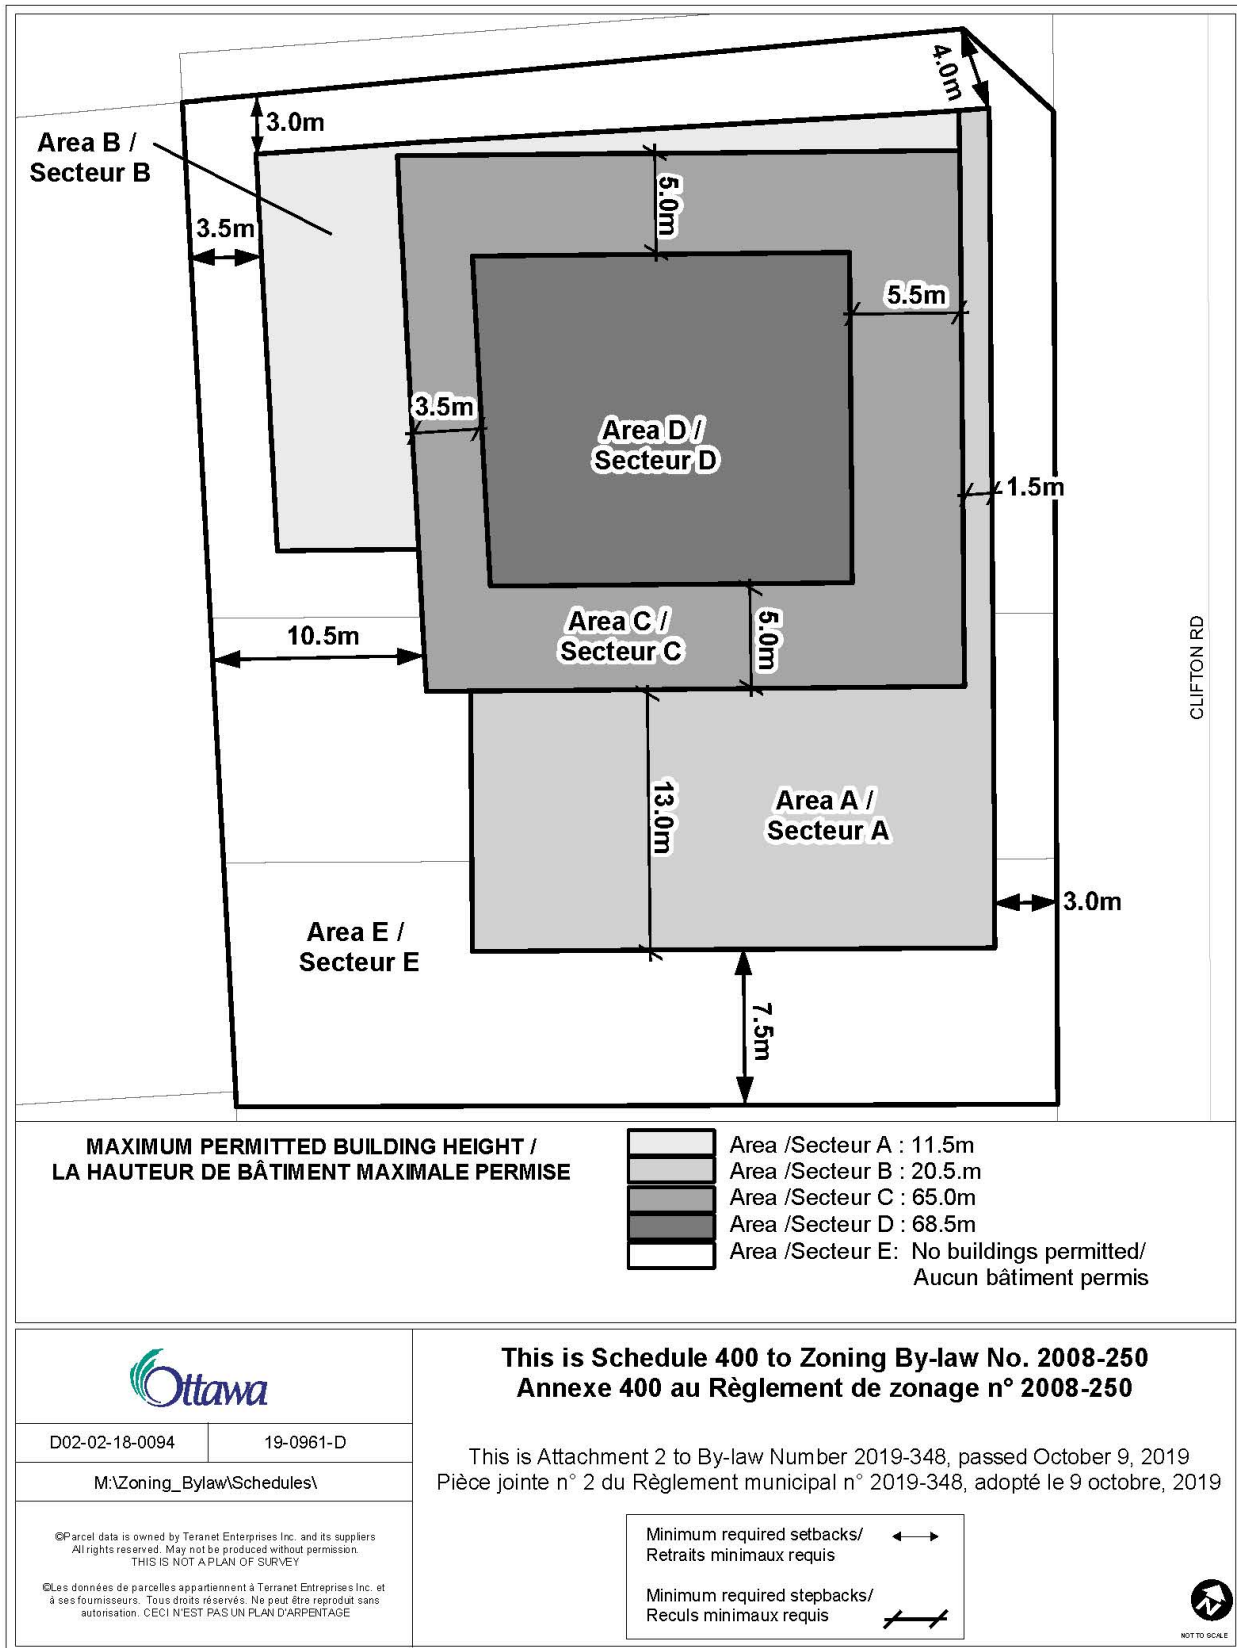 4.0m
3.0m
Area B /
Secteur B
3.5m
5.0m
5.5m
3.5m
Area D /
Secteur D
1.5m
Area C /
Secteur C
5.0m
10.5m
CLIFTON RD
13.0m
Area A /
Secteur A
3.0m
Area E /
Secteur E
7.5m
MAXIMUM PERMITTED BUILDING HEIGHT /
LA HAUTEUR DE BÂTIMENT MAXIMALE PERMISE
Area /Secteur A : 11.5m
Area /Secteur B : 20.5.m
Area /Secteur C : 65.0m
Area /Secteur D : 68.5m
Area /Secteur E: No buildings permitted/
Aucun bâtiment permis
Ottawa
D02-02-18-0094 19-0961-D
M:\Zoning_Bylaw\Schedules\
©Parcel data is owned by Teranet Enterprises Inc. and its suppliers
All rights reserved. May not be produced without permission.
THIS IS NOT A PLAN OF SURVEY
©Les données de parcelles appartiennent à Terranet Entreprises Inc. et
à ses fournisseurs. Tous droits réservés. Ne peut être reproduit sans
autorisation. CECI N'EST PAS UN PLAN D'ARPENTAGE
This is Schedule 400 to Zoning By-law No. 2008-250
Annexe 400 au Règlement de zonage n° 2008-250
This is Attachment 2 to By-law Number 2019-348, passed October 9, 2019
Pièce jointe n° 2 du Règlement municipal n° 2019-348, adopté le 9 octobre, 2019
Minimum required setbacks/
Retraits minimaux requis
Minimum required stepbacks/
Reculs minimaux requis
N
NOT TO SCALE